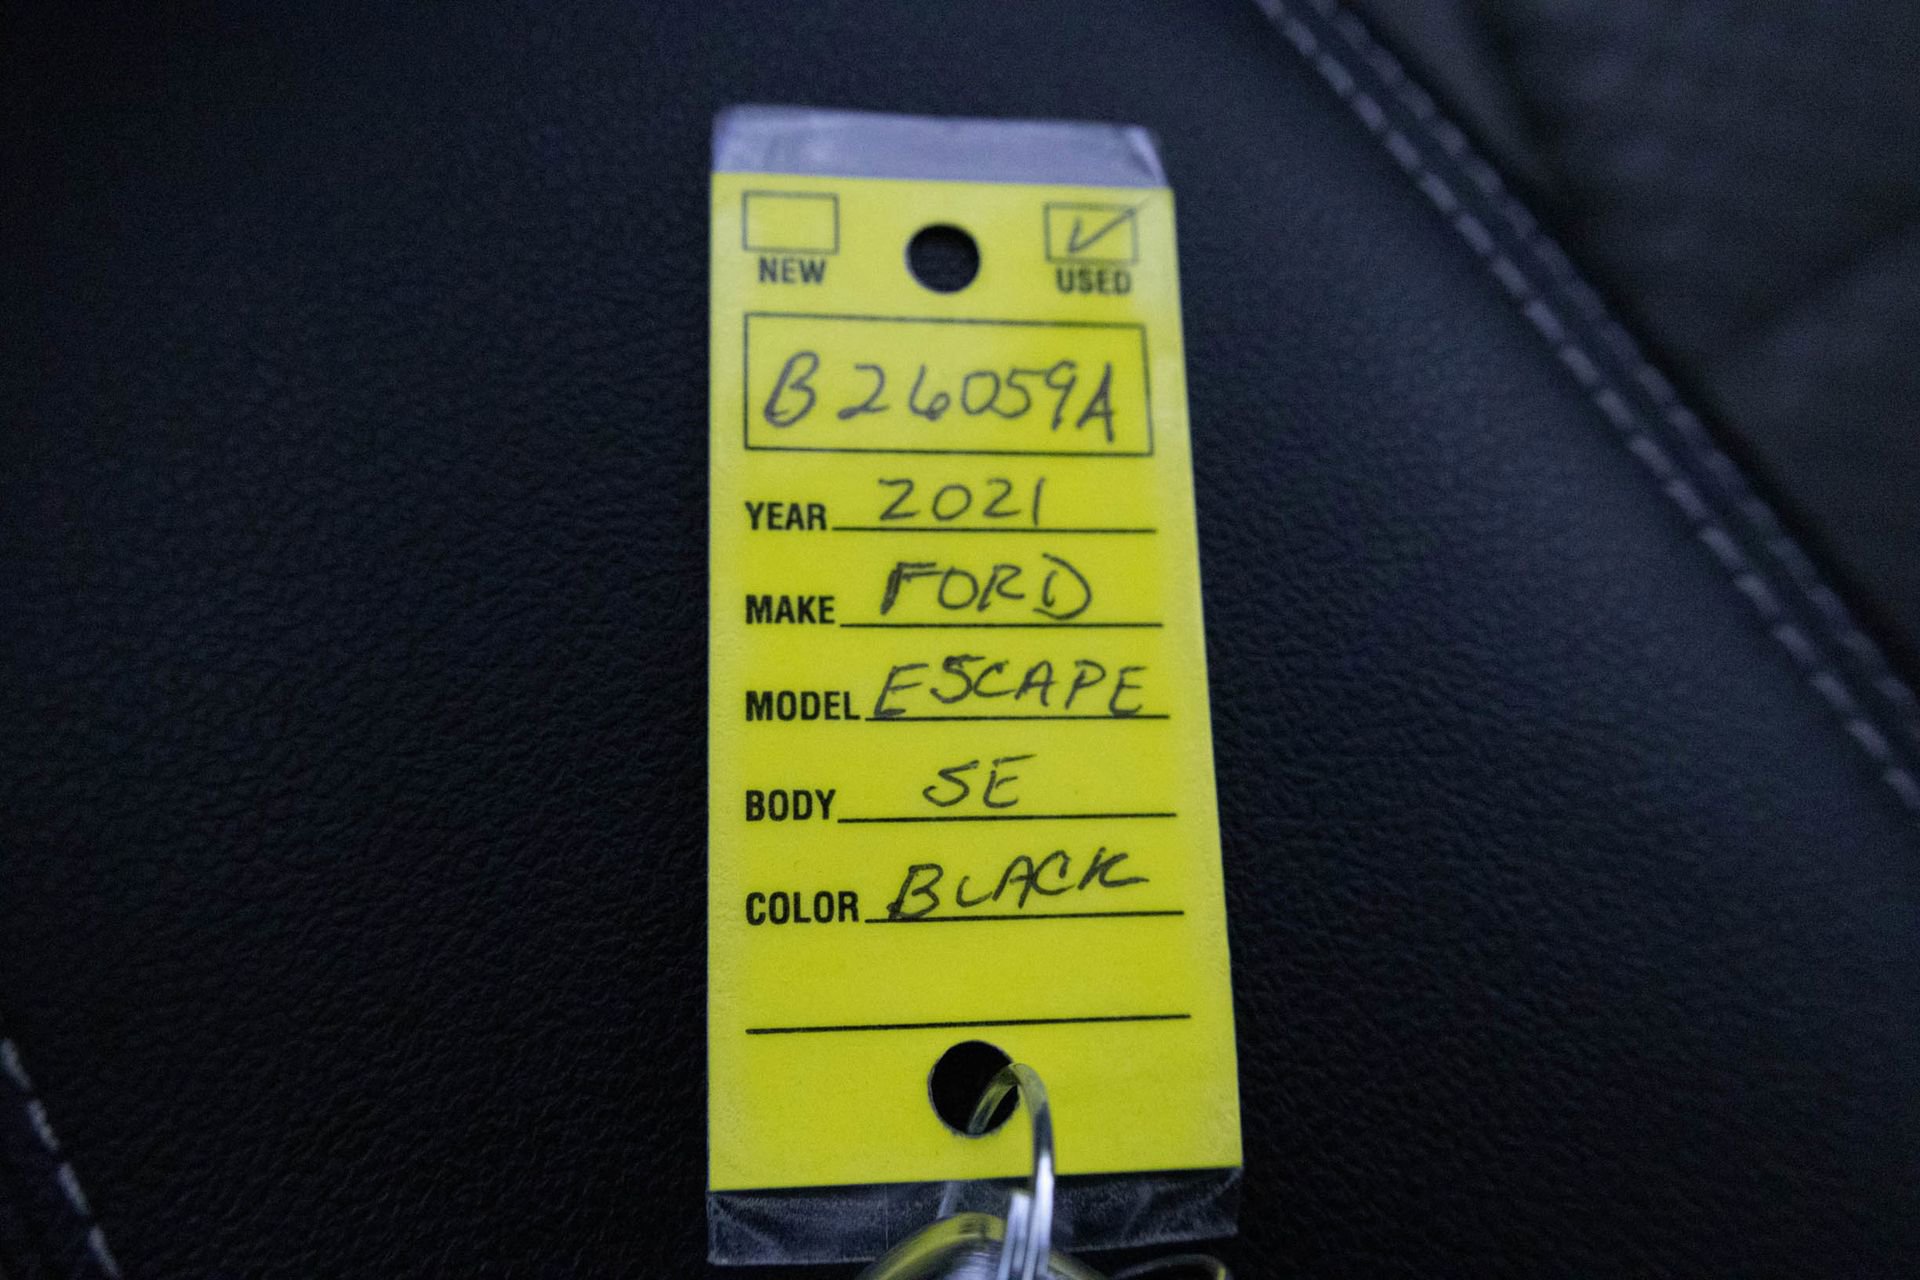 NEW USED
B26059A
YEAR 2021
MAKE FORD
MODEL ESCAPE
BODY SE
COLOR BLACK